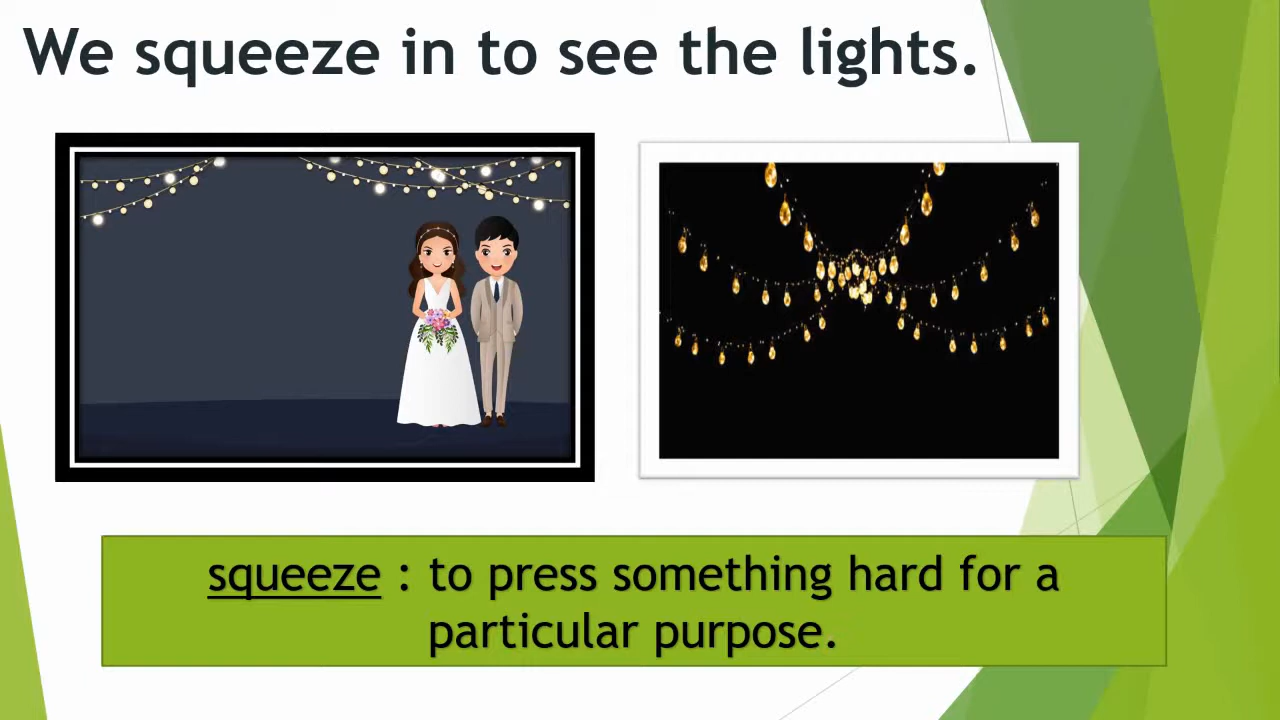 We squeeze in to see the lights.
squeeze : to press something hard for a
particular purpose.